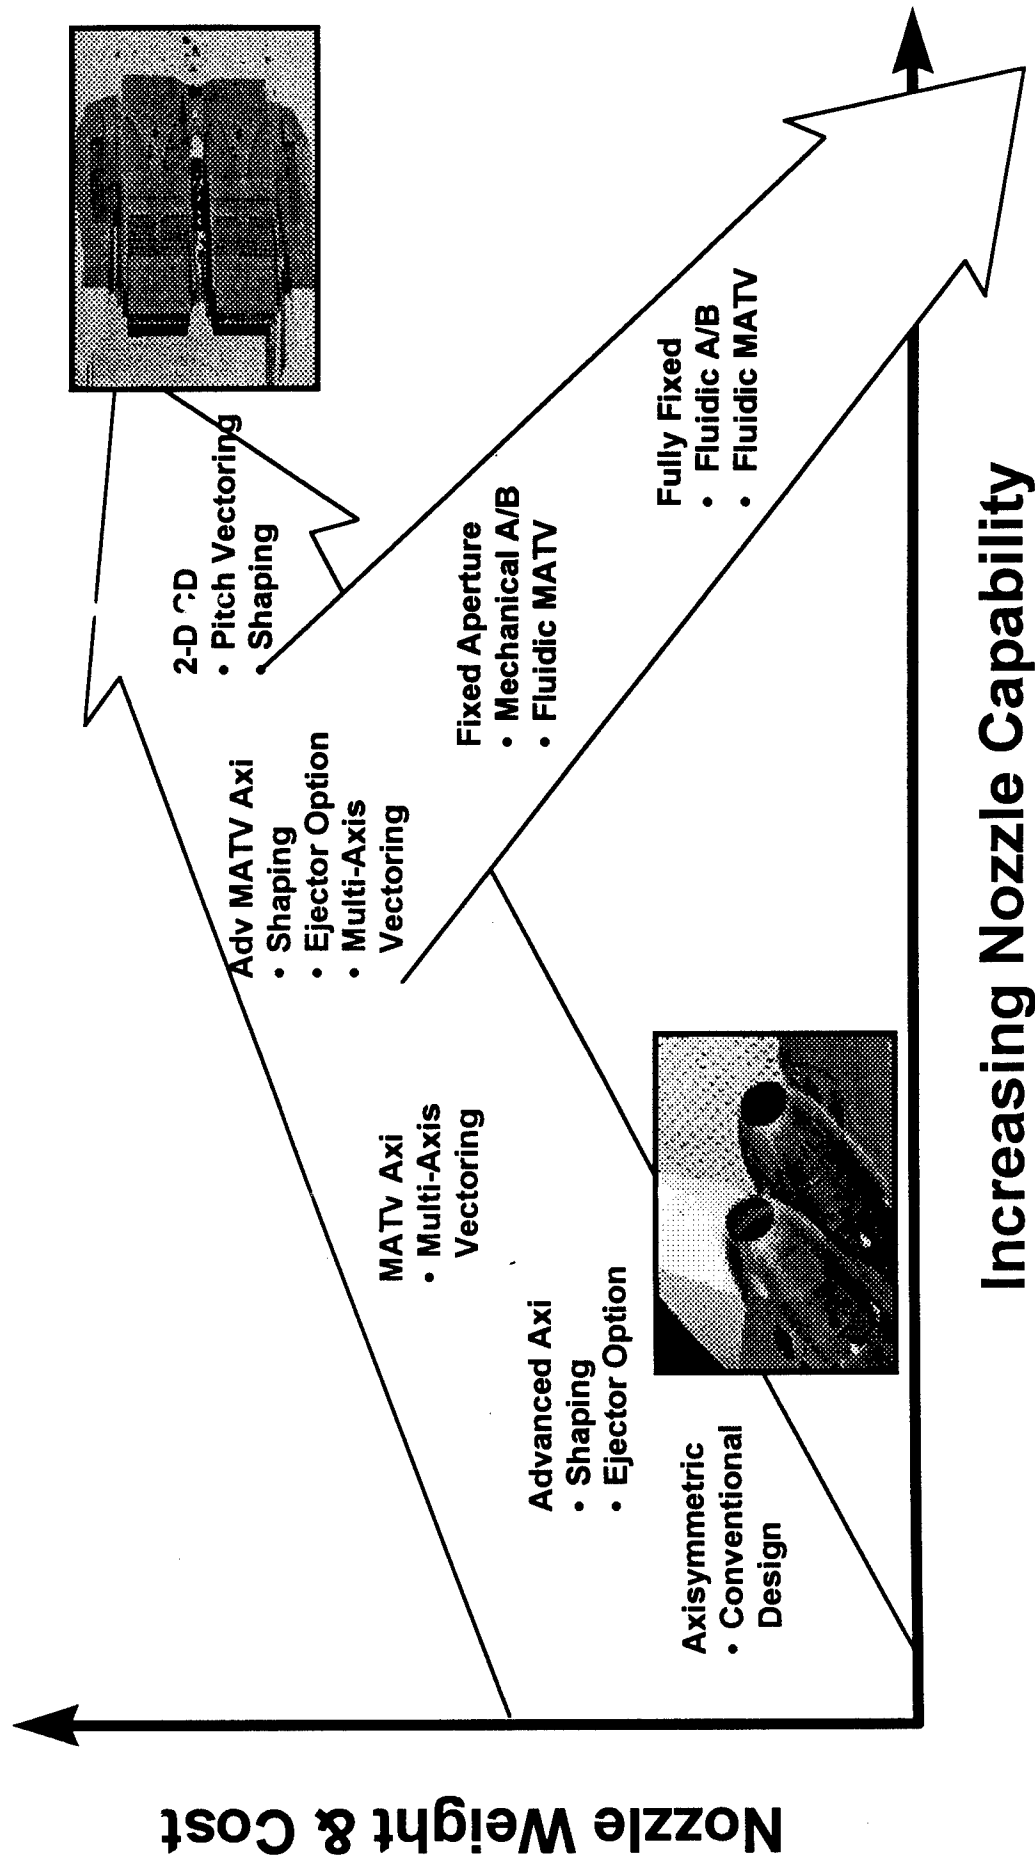 Nozzle Weight & Cost
2-D CD
• Pitch Vectoring
• Shaping
Adv MATV Axi
• Shaping
• Ejector Option
• Multi-Axis
Vectoring
MATV Axi
• Multi-Axis
Vectoring
Advanced Axi
• Shaping
• Ejector Option
Axisymmetric
• Conventional
Design
Fixed Aperture
• Mechanical A/B
• Fluidic MATV
Fully Fixed
• Fluidic A/B
• Fluidic MATV
Increasing Nozzle Capability